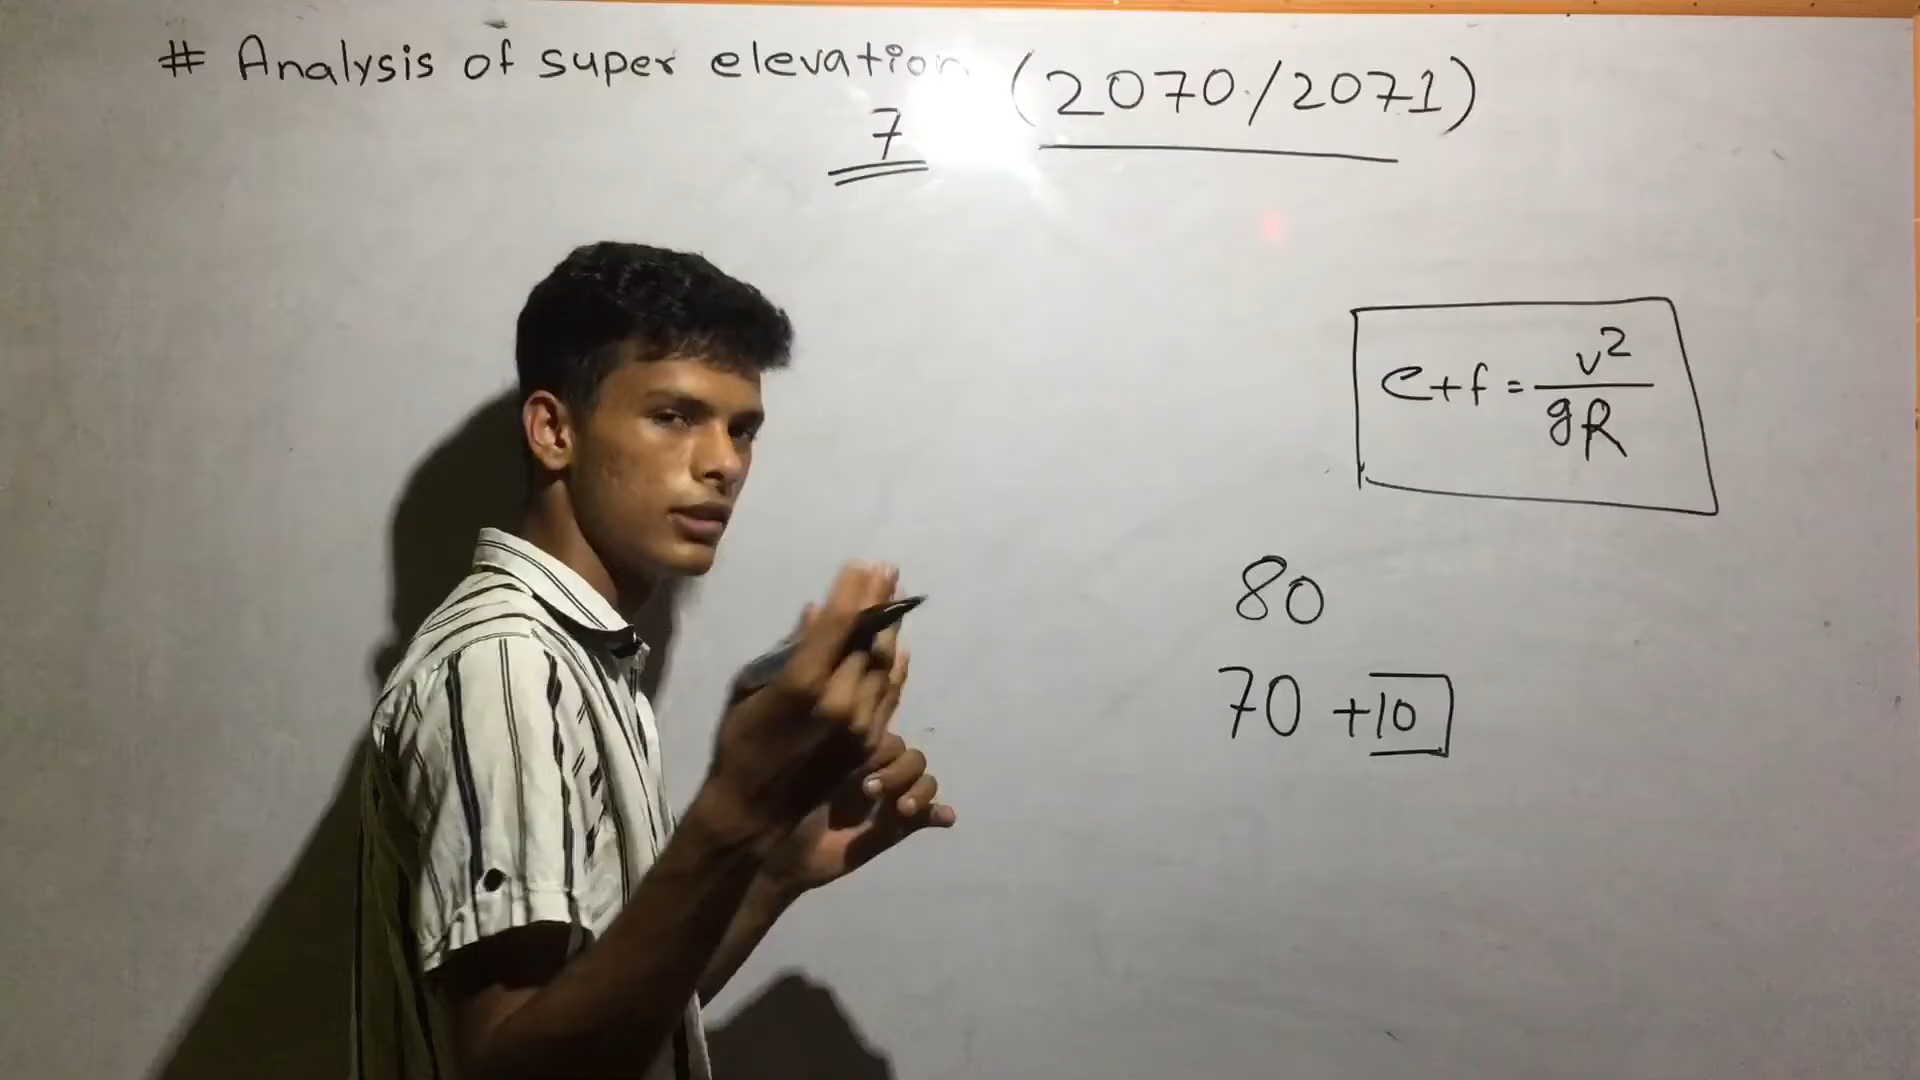 # Analysis of super elevation (2070/2071)
7
e+f = v²/gR
80
70 +10